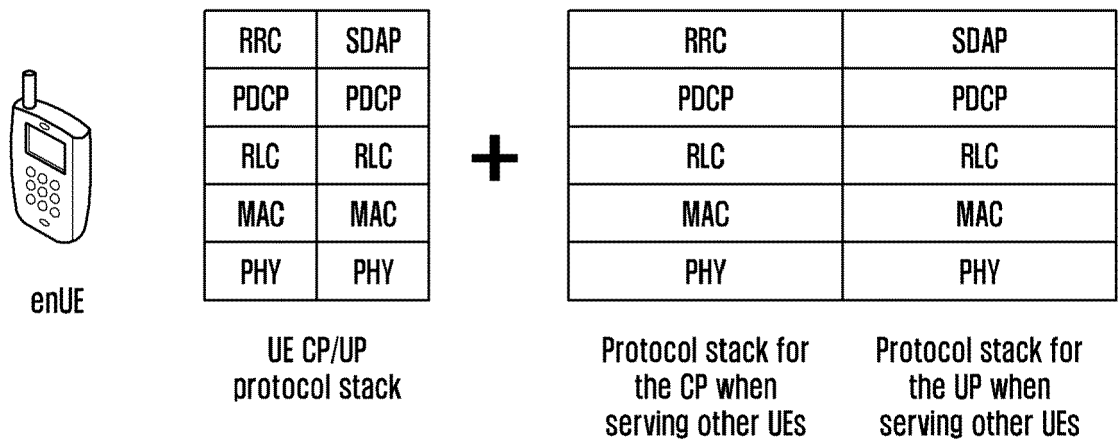 RRC SDAP RRC SDAP
PDCP PDCP PDCP PDCP
RLC RLC RLC RLC
MAC MAC MAC MAC
PHY PHY PHY PHY
+
enUE
UE CP/UP
protocol stack
Protocol stack for
the CP when
serving other UEs
Protocol stack for
the UP when
serving other UEs